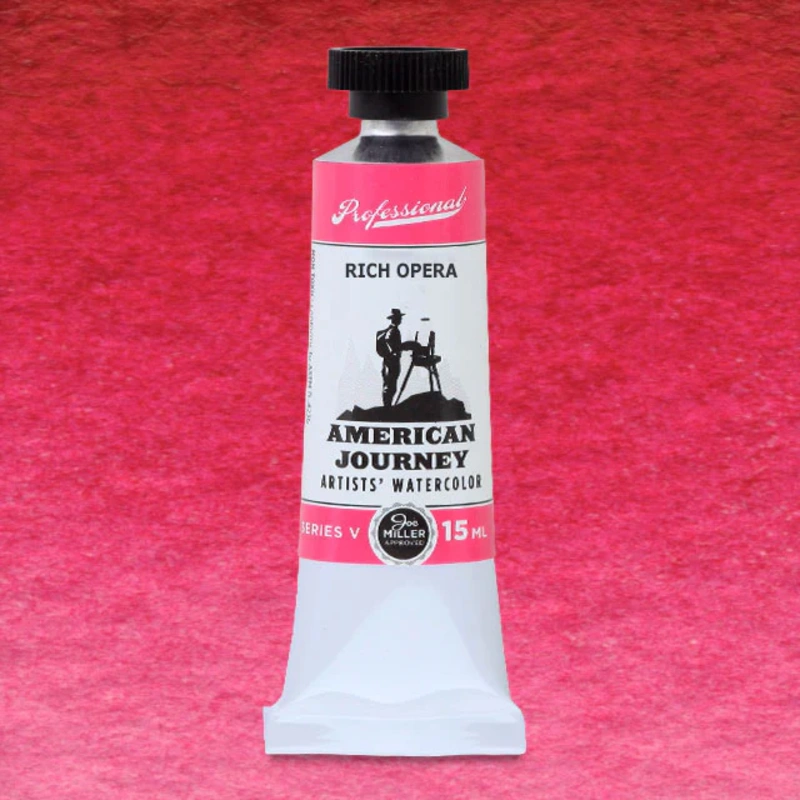 Professional
RICH OPERA
AMERICAN
JOURNEY
ARTISTS' WATERCOLOR
SERIES V
Joe
MiLLER
APPROVED
15 ML